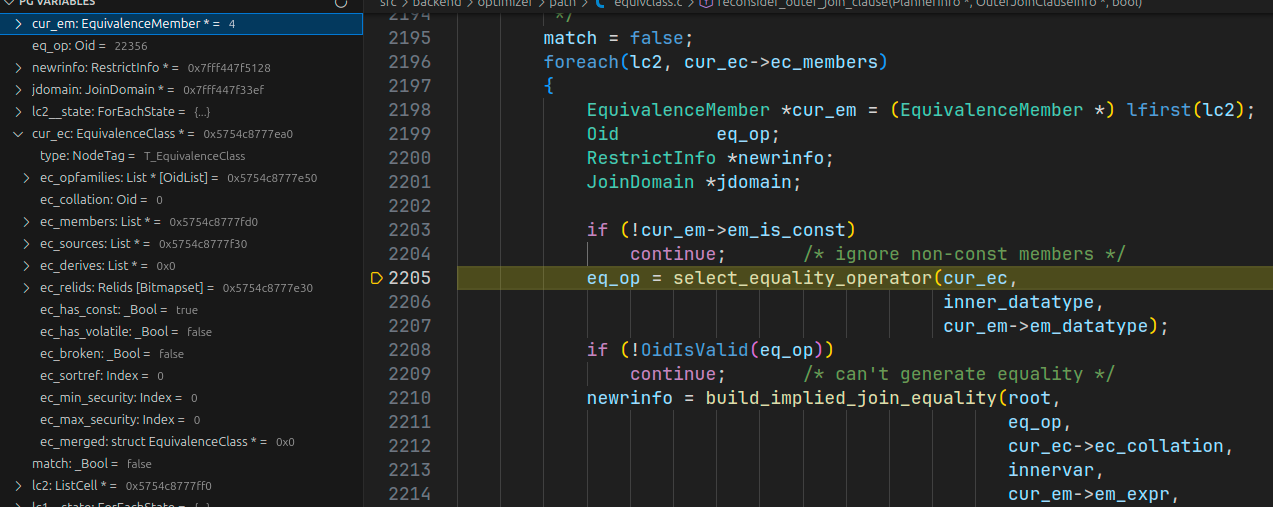 PG VARIABLES
cur_em: EquivalenceMember * = 4
eq_op: Oid = 22356
newrinfo: RestrictInfo * = 0x7fff447f5128
jdomain: JoinDomain * = 0x7fff447f33ef
lc2__state: ForEachState = {...}
cur_ec: EquivalenceClass * = 0x5754c8777ea0
type: NodeTag = T_EquivalenceClass
ec_opfamilies: List * [OidList] = 0x5754c8777e50
ec_collation: Oid = 0
ec_members: List * = 0x5754c8777fd0
ec_sources: List * = 0x5754c8777f30
ec_derives: List * = 0x0
ec_relids: Relids [Bitmapset] = 0x5754c8777e30
ec_has_const: _Bool = true
ec_has_volatile: _Bool = false
ec_broken: _Bool = false
ec_sortref: Index = 0
ec_min_security: Index = 0
ec_max_security: Index = 0
ec_merged: struct EquivalenceClass * = 0x0
match: _Bool = false
lc2: ListCell * = 0x5754c8777ff0
lc1__state: ForEachState = {...}
src > backend > optimizer > path > C equivclass.c > reconsider_outer_join_clause(PlannerInfo *, OuterJoinClauseInfo *, bool)
2194 */
2195 match = false;
2196 foreach(lc2, cur_ec->ec_members)
2197 {
2198 EquivalenceMember *cur_em = (EquivalenceMember *) lfirst(lc2);
2199 Oid eq_op;
2200 RestrictInfo *newrinfo;
2201 JoinDomain *jdomain;
2202
2203 if (!cur_em->em_is_const)
2204 continue; /* ignore non-const members */
2205 eq_op = select_equality_operator(cur_ec,
2206 inner_datatype,
2207 cur_em->em_datatype);
2208 if (!OidIsValid(eq_op))
2209 continue; /* can't generate equality */
2210 newrinfo = build_implied_join_equality(root,
2211 eq_op,
2212 cur_ec->ec_collation,
2213 innervar,
2214 cur_em->em_expr,